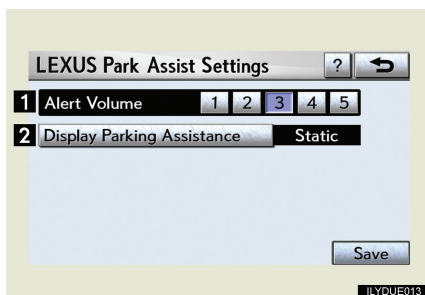 LEXUS Park Assist Settings ?
1 Alert Volume 1 2 3 4 5
2 Display Parking Assistance Static
Save
ILYDUE013